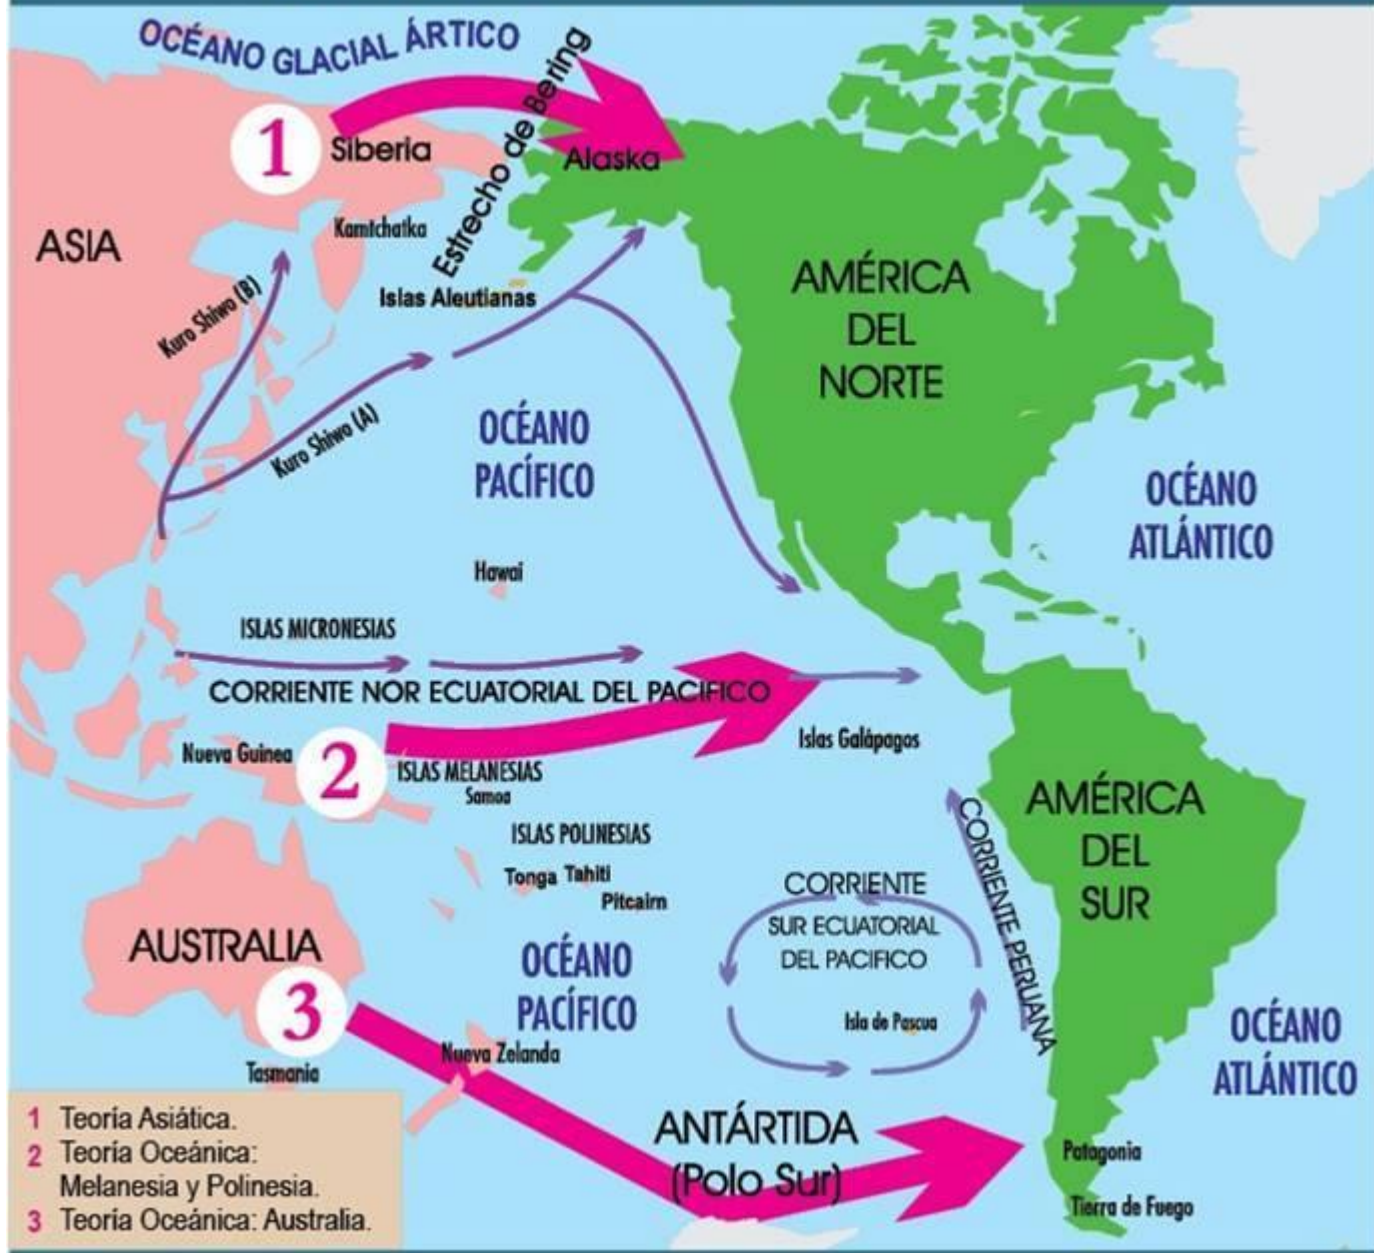 OCÉANO GLACIAL ÁRTICO
Estrecho de Bering
1
Siberia
Alaska
Kamtchatka
ASIA
Islas Aleutianas
AMÉRICA
DEL
NORTE
Kuro Shiwo (B)
Kuro Shiwo (A)
OCÉANO
PACÍFICO
OCÉANO
ATLÁNTICO
Hawai
ISLAS MICRONESIAS
CORRIENTE NOR ECUATORIAL DEL PACIFICO
Nueva Guinea
2
ISLAS MELANESIAS
Samoa
Islas Galápagos
ISLAS POLINESIAS
Tonga Tahiti
Pitcairn
AMÉRICA
DEL
SUR
CORRIENTE PERUANA
CORRIENTE
SUR ECUATORIAL
DEL PACIFICO
Isla de Pascua
AUSTRALIA
3
OCÉANO
PACÍFICO
Nueva Zelanda
Tasmania
OCÉANO
ATLÁNTICO
ANTÁRTIDA
(Polo Sur)
Patagonia
Tierra de Fuego
1 Teoría Asiática.
2 Teoría Oceánica:
Melanesia y Polinesia.
3 Teoría Oceánica: Australia.